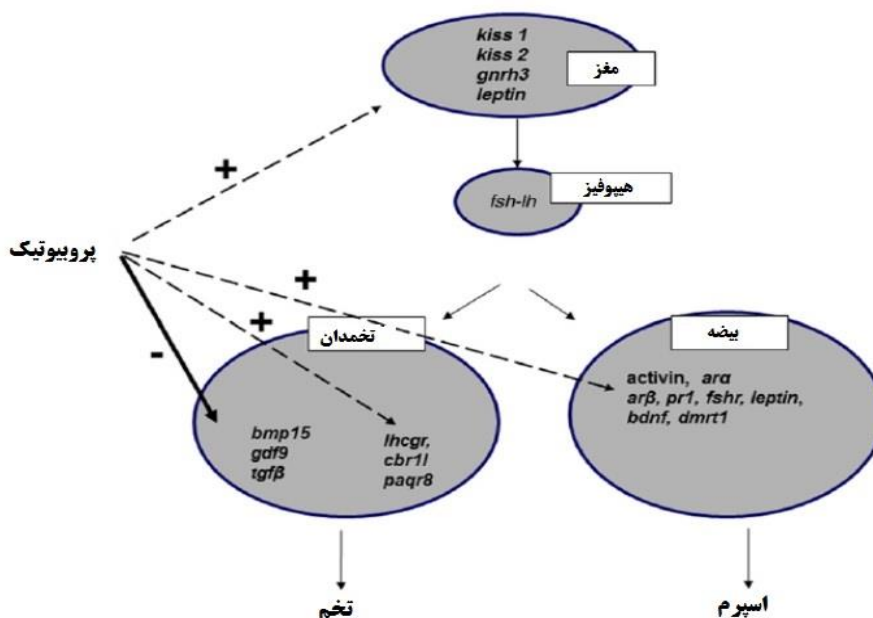 kiss 1
kiss 2
gnrh3
leptin
مغز
+
fsh-lh
هیپوفیز
پروبیوتیک
+
+
-
تخمدان
بیضه
bmp15
gdf9
tgfβ
lhcgr,
cbr1l
paqr8
activin, arα
arβ, pr1, fshr, leptin,
bdnf, dmrt1
تخم
اسپرم